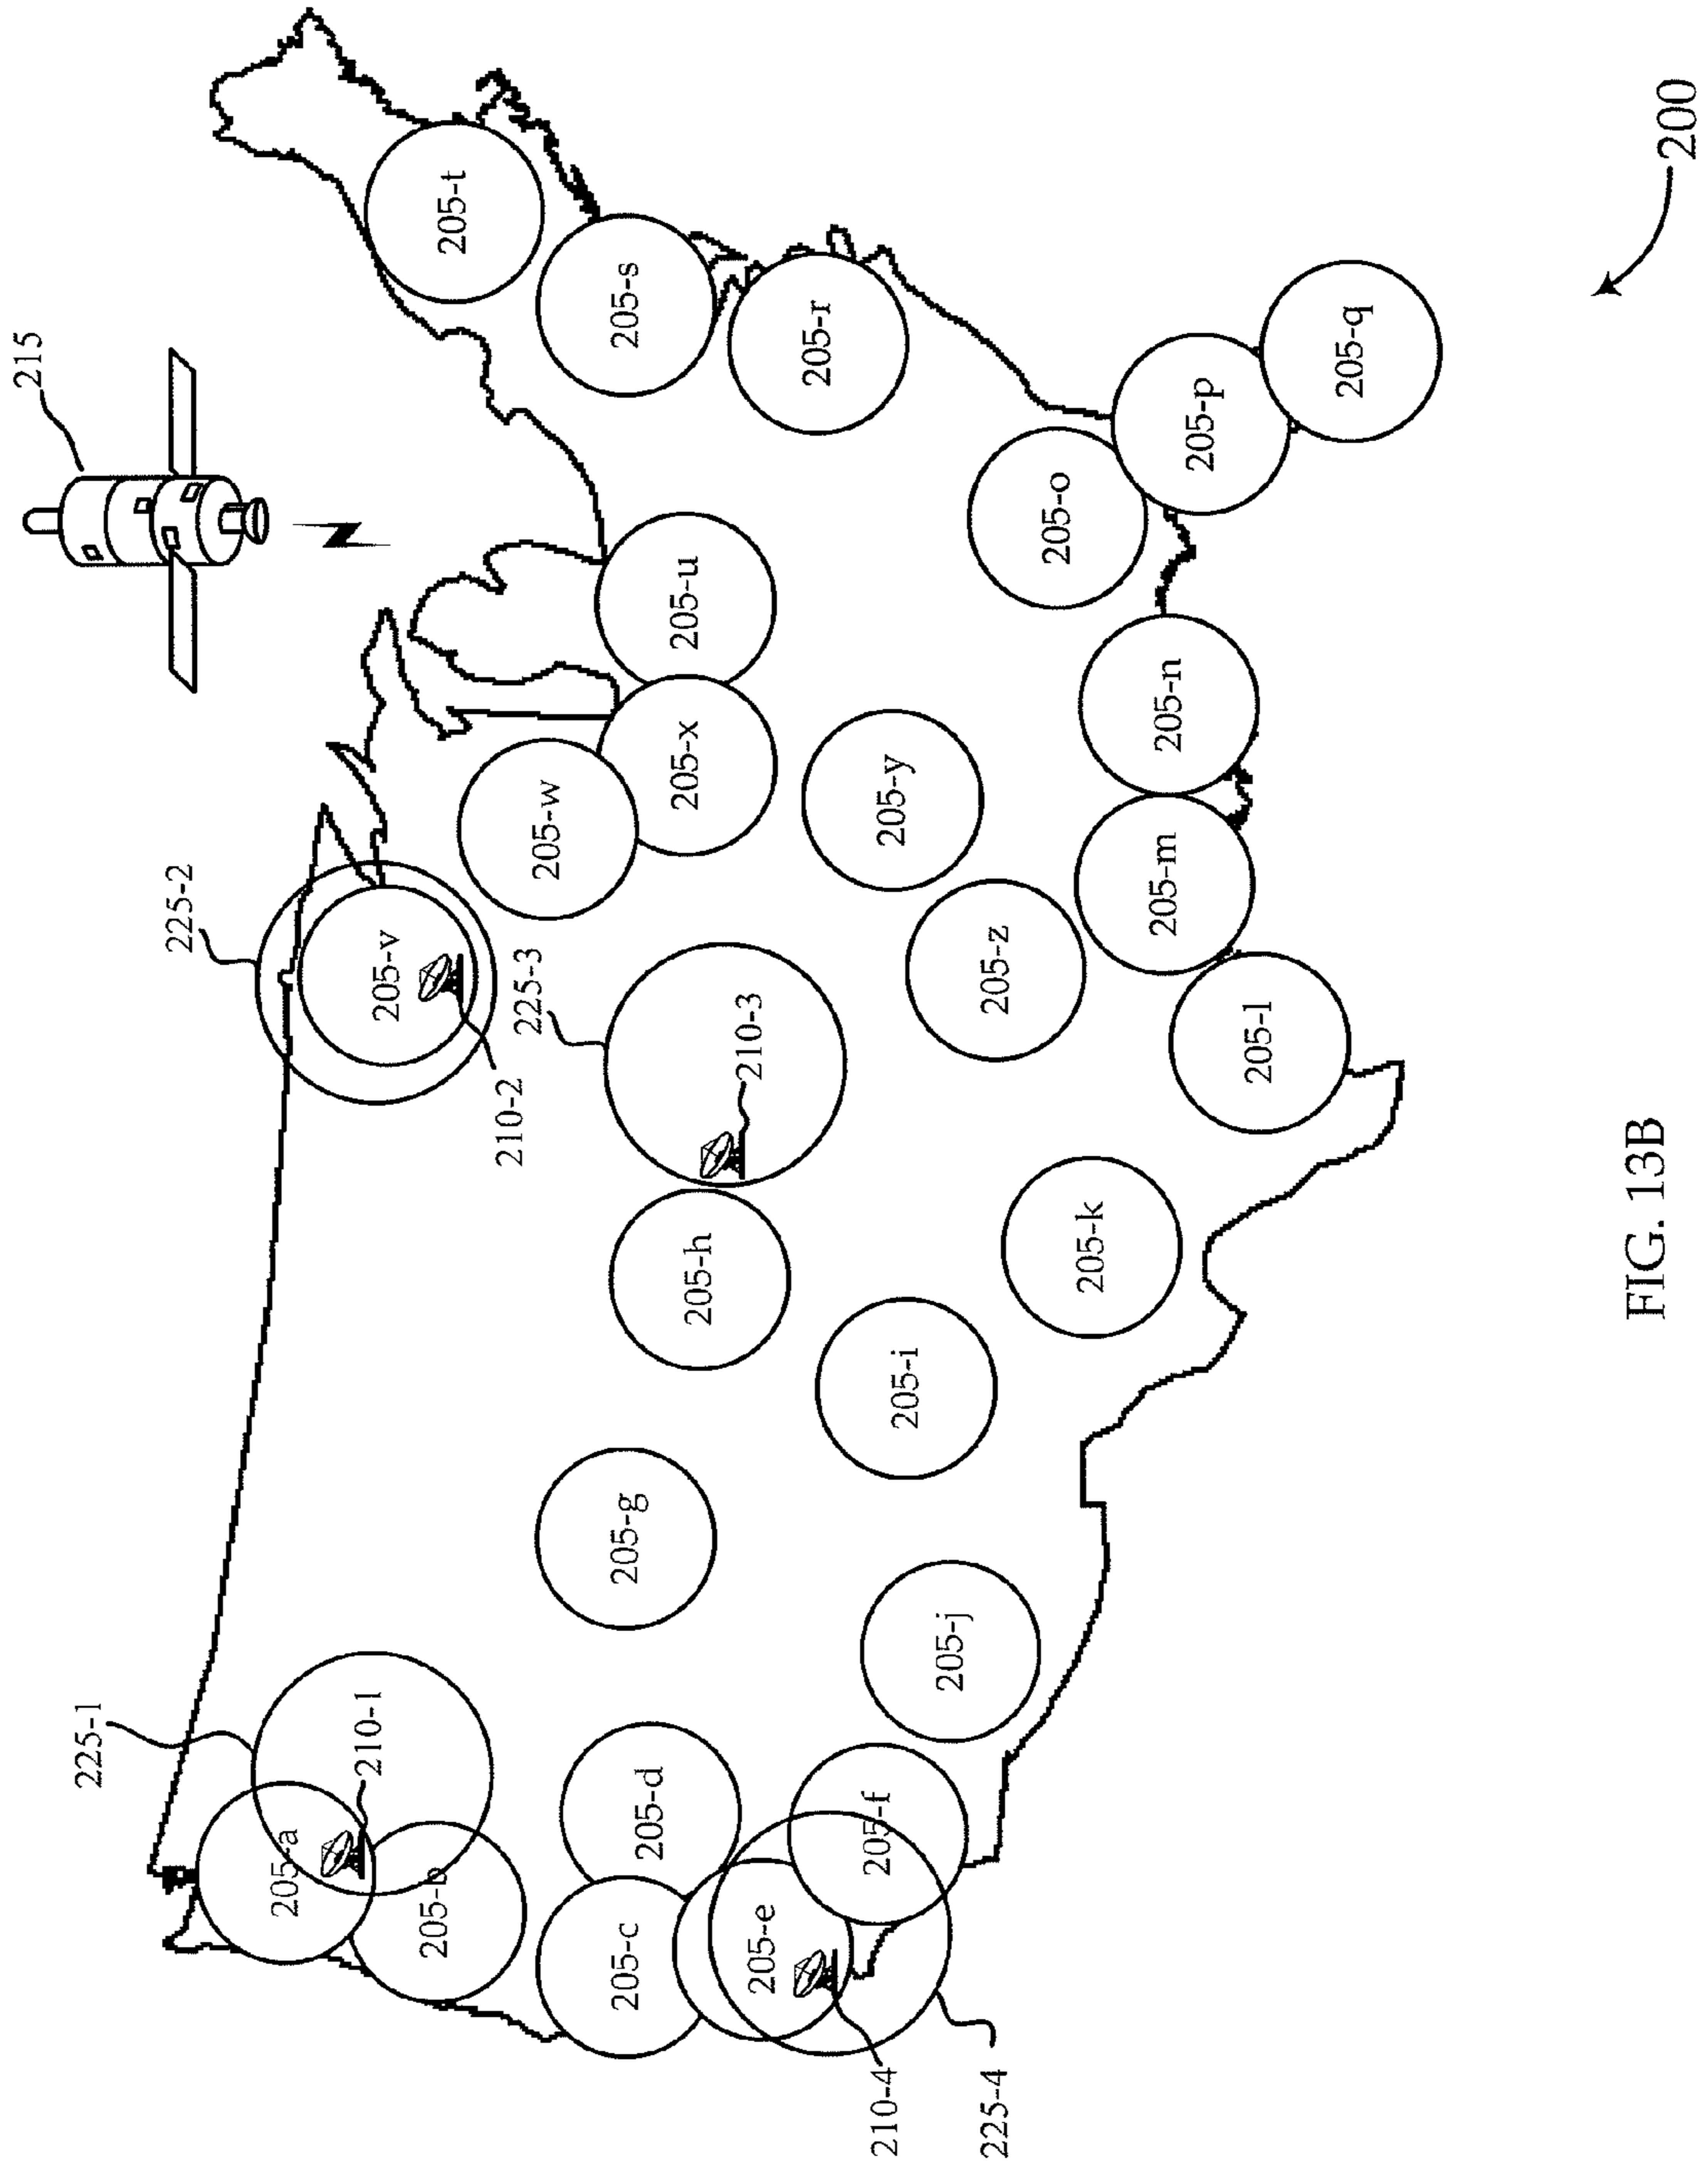 215
225-2
225-1
205-t
205-s
205-r
205-u
205-x
205-w
205-v
210-2
225-3
210-3
205-y
205-z
205-o
205-p
205-q
205-n
205-m
205-l
205-k
205-h
205-i
205-g
205-j
210-1
205-a
205-b
205-d
205-c
205-e
205-f
210-4
225-4
200
FIG. 13B